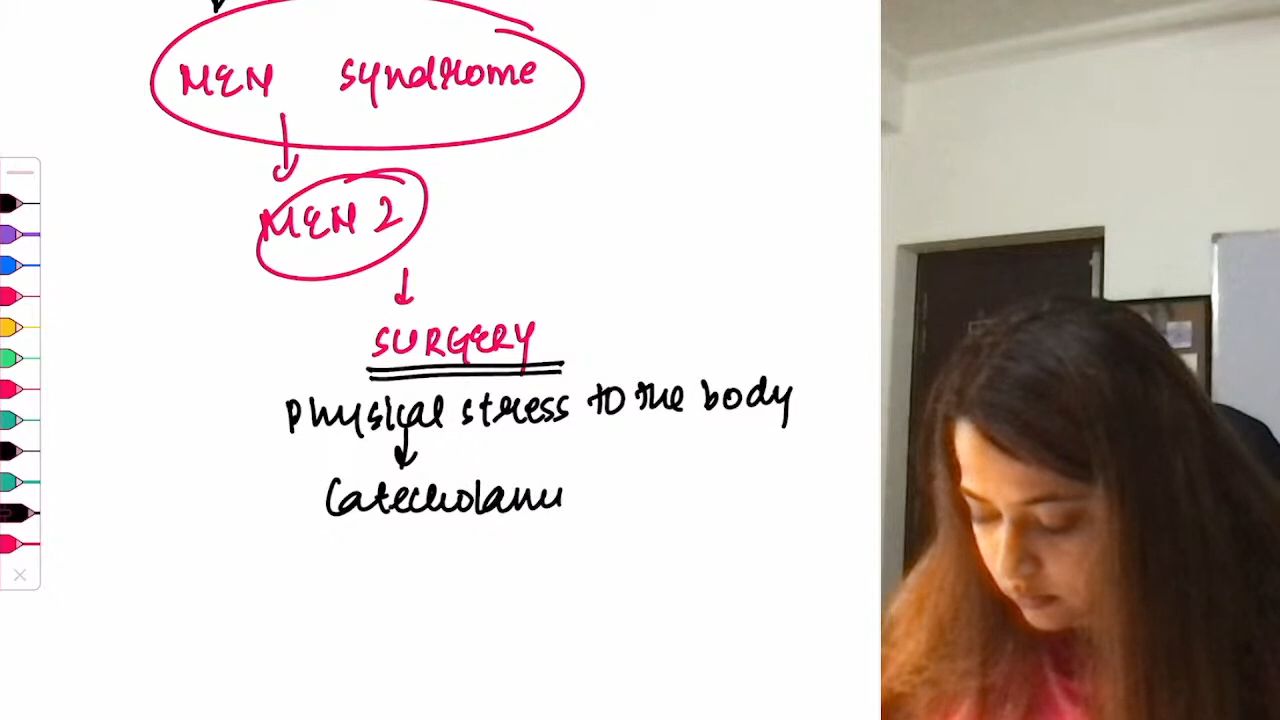 MEN syndrome
MEN 2
SURGERY
Physical stress to the body
Catecholami